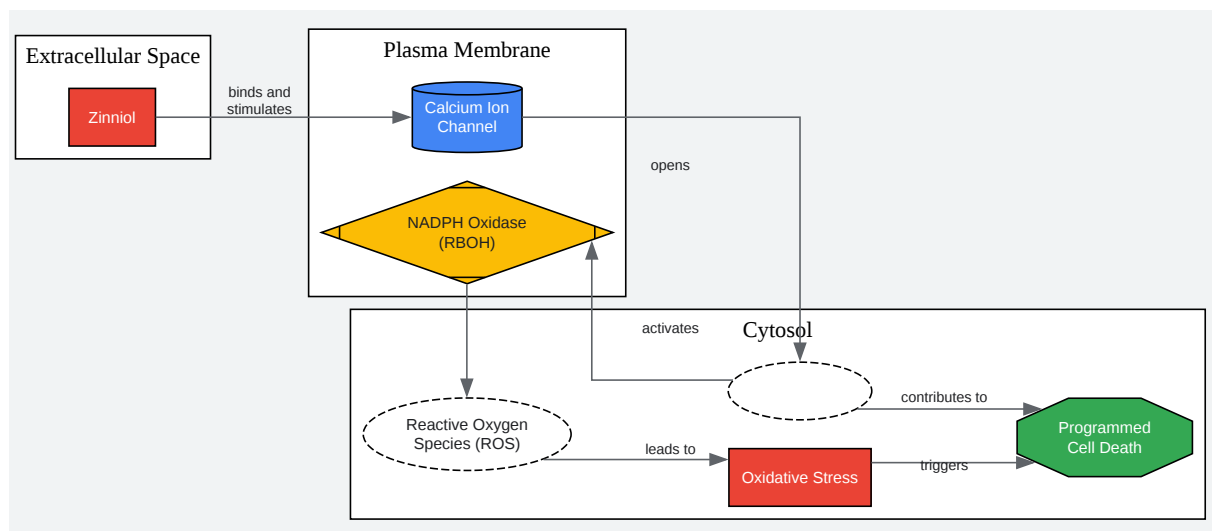 Extracellular Space
Zinniol
binds and
stimulates
Plasma Membrane
Calcium Ion
Channel
opens
NADPH Oxidase
(RBOH)
activates
Cytosol
Reactive Oxygen
Species (ROS)
leads to
Oxidative Stress
contributes to
triggers
Programmed
Cell Death